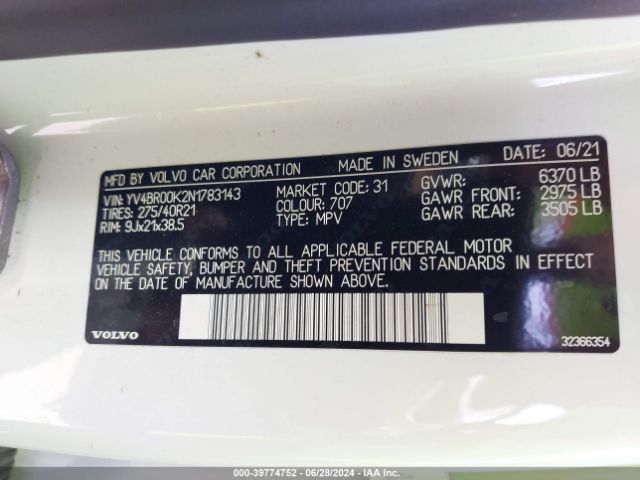 MFD BY VOLVO CAR CORPORATION MADE IN SWEDEN DATE: 06/21
VIN: YV4BR00K2N1783143 MARKET CODE: 31 GVWR: 6370 LB
TIRES: 275/40R21 COLOUR: 707 GAWR FRONT: 2975 LB
RIM: 9Jx21x38.5 TYPE: MPV GAWR REAR: 3505 LB
THIS VEHICLE CONFORMS TO ALL APPLICABLE FEDERAL MOTOR
VEHICLE SAFETY, BUMPER AND THEFT PREVENTION STANDARDS IN EFFECT
ON THE DATE OF MANUFACTURE SHOWN ABOVE.
VOLVO 32366354
000-39774752 | 06/28/2024 | IAA Inc.